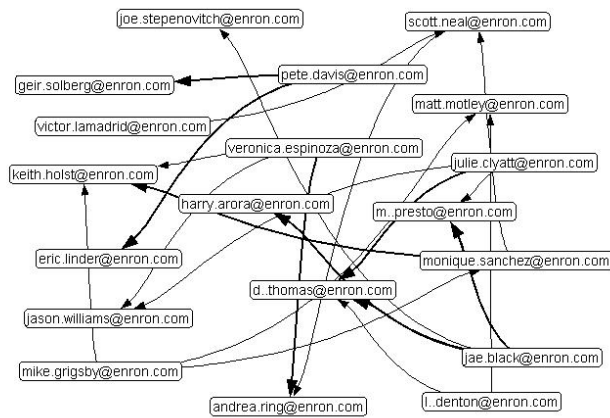 joe.stepenovitch@enron.com
scott.neal@enron.com
pete.davis@enron.com
geir.solberg@enron.com
matt.motley@enron.com
victor.lamadrid@enron.com
veronica.espinoza@enron.com
julie.clyatt@enron.com
keith.holst@enron.com
harry.arora@enron.com
m..presto@enron.com
eric.linder@enron.com
monique.sanchez@enron.com
d..thomas@enron.com
jason.williams@enron.com
jae.black@enron.com
mike.grigsby@enron.com
andrea.ring@enron.com
l..denton@enron.com